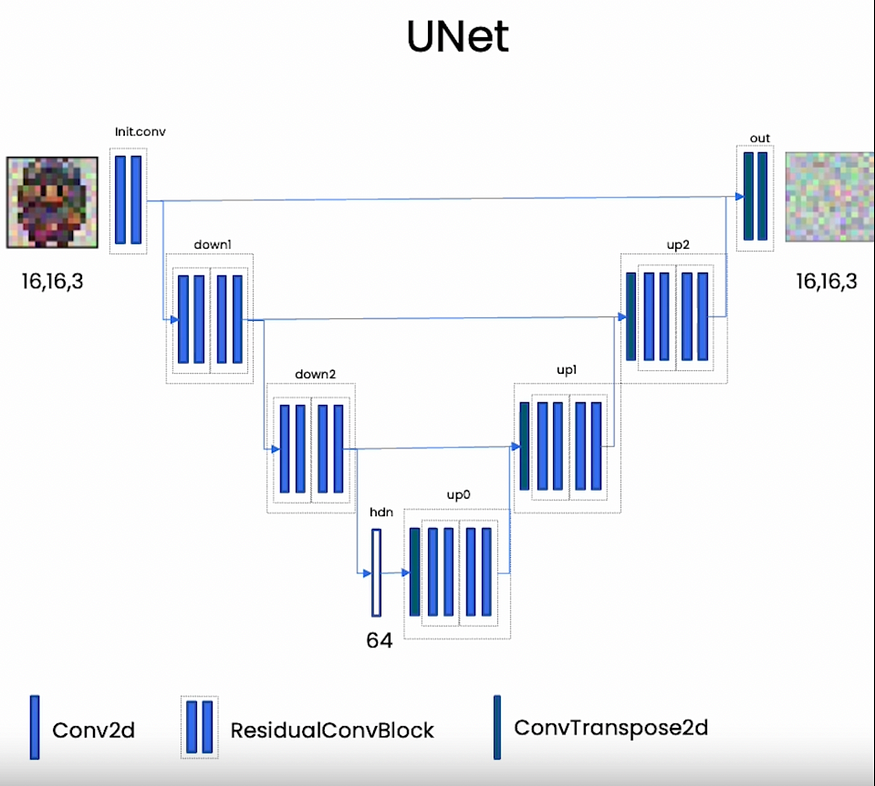 UNet
Init.conv
out
16,16,3
down1
up2
16,16,3
down2
up1
hdn
up0
64
Conv2d
ResidualConvBlock
ConvTranspose2d